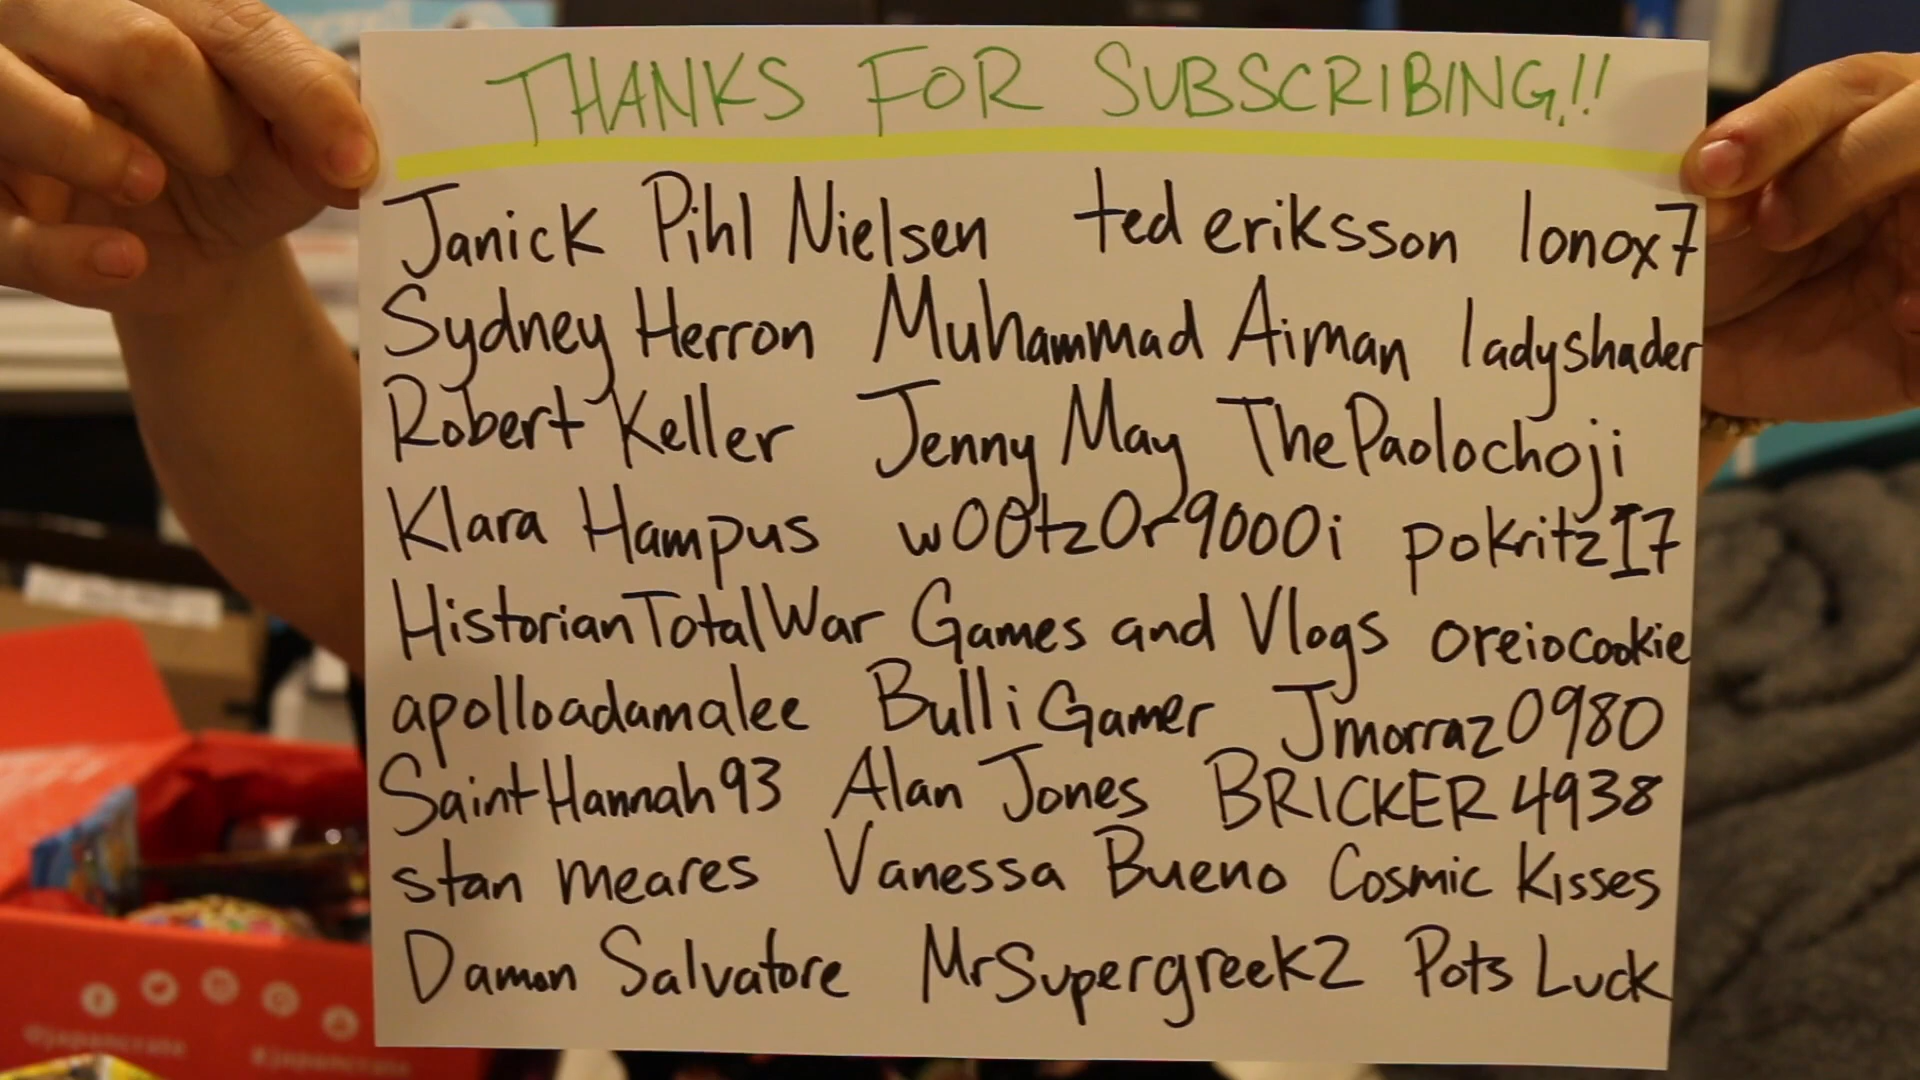 THANKS FOR SUBSCRIBING!!
Janick Pihl Nielsen ted eriksson lonox7
Sydney Herron Muhammad Aiman ladyshader
Robert Keller Jenny May ThePaolochoji
Klara Hampus w00tz0r9000i pokritzI7
HistorianTotalWar Games and Vlogs oreiocookie
apolloadamalee BulliGamer Jmorraz0980
SaintHannah93 Alan Jones BRICKER4938
stan meares Vanessa Bueno Cosmic Kisses
Damon Salvatore MrSupergreek2 Pots Luck
@japancrate #japancrate